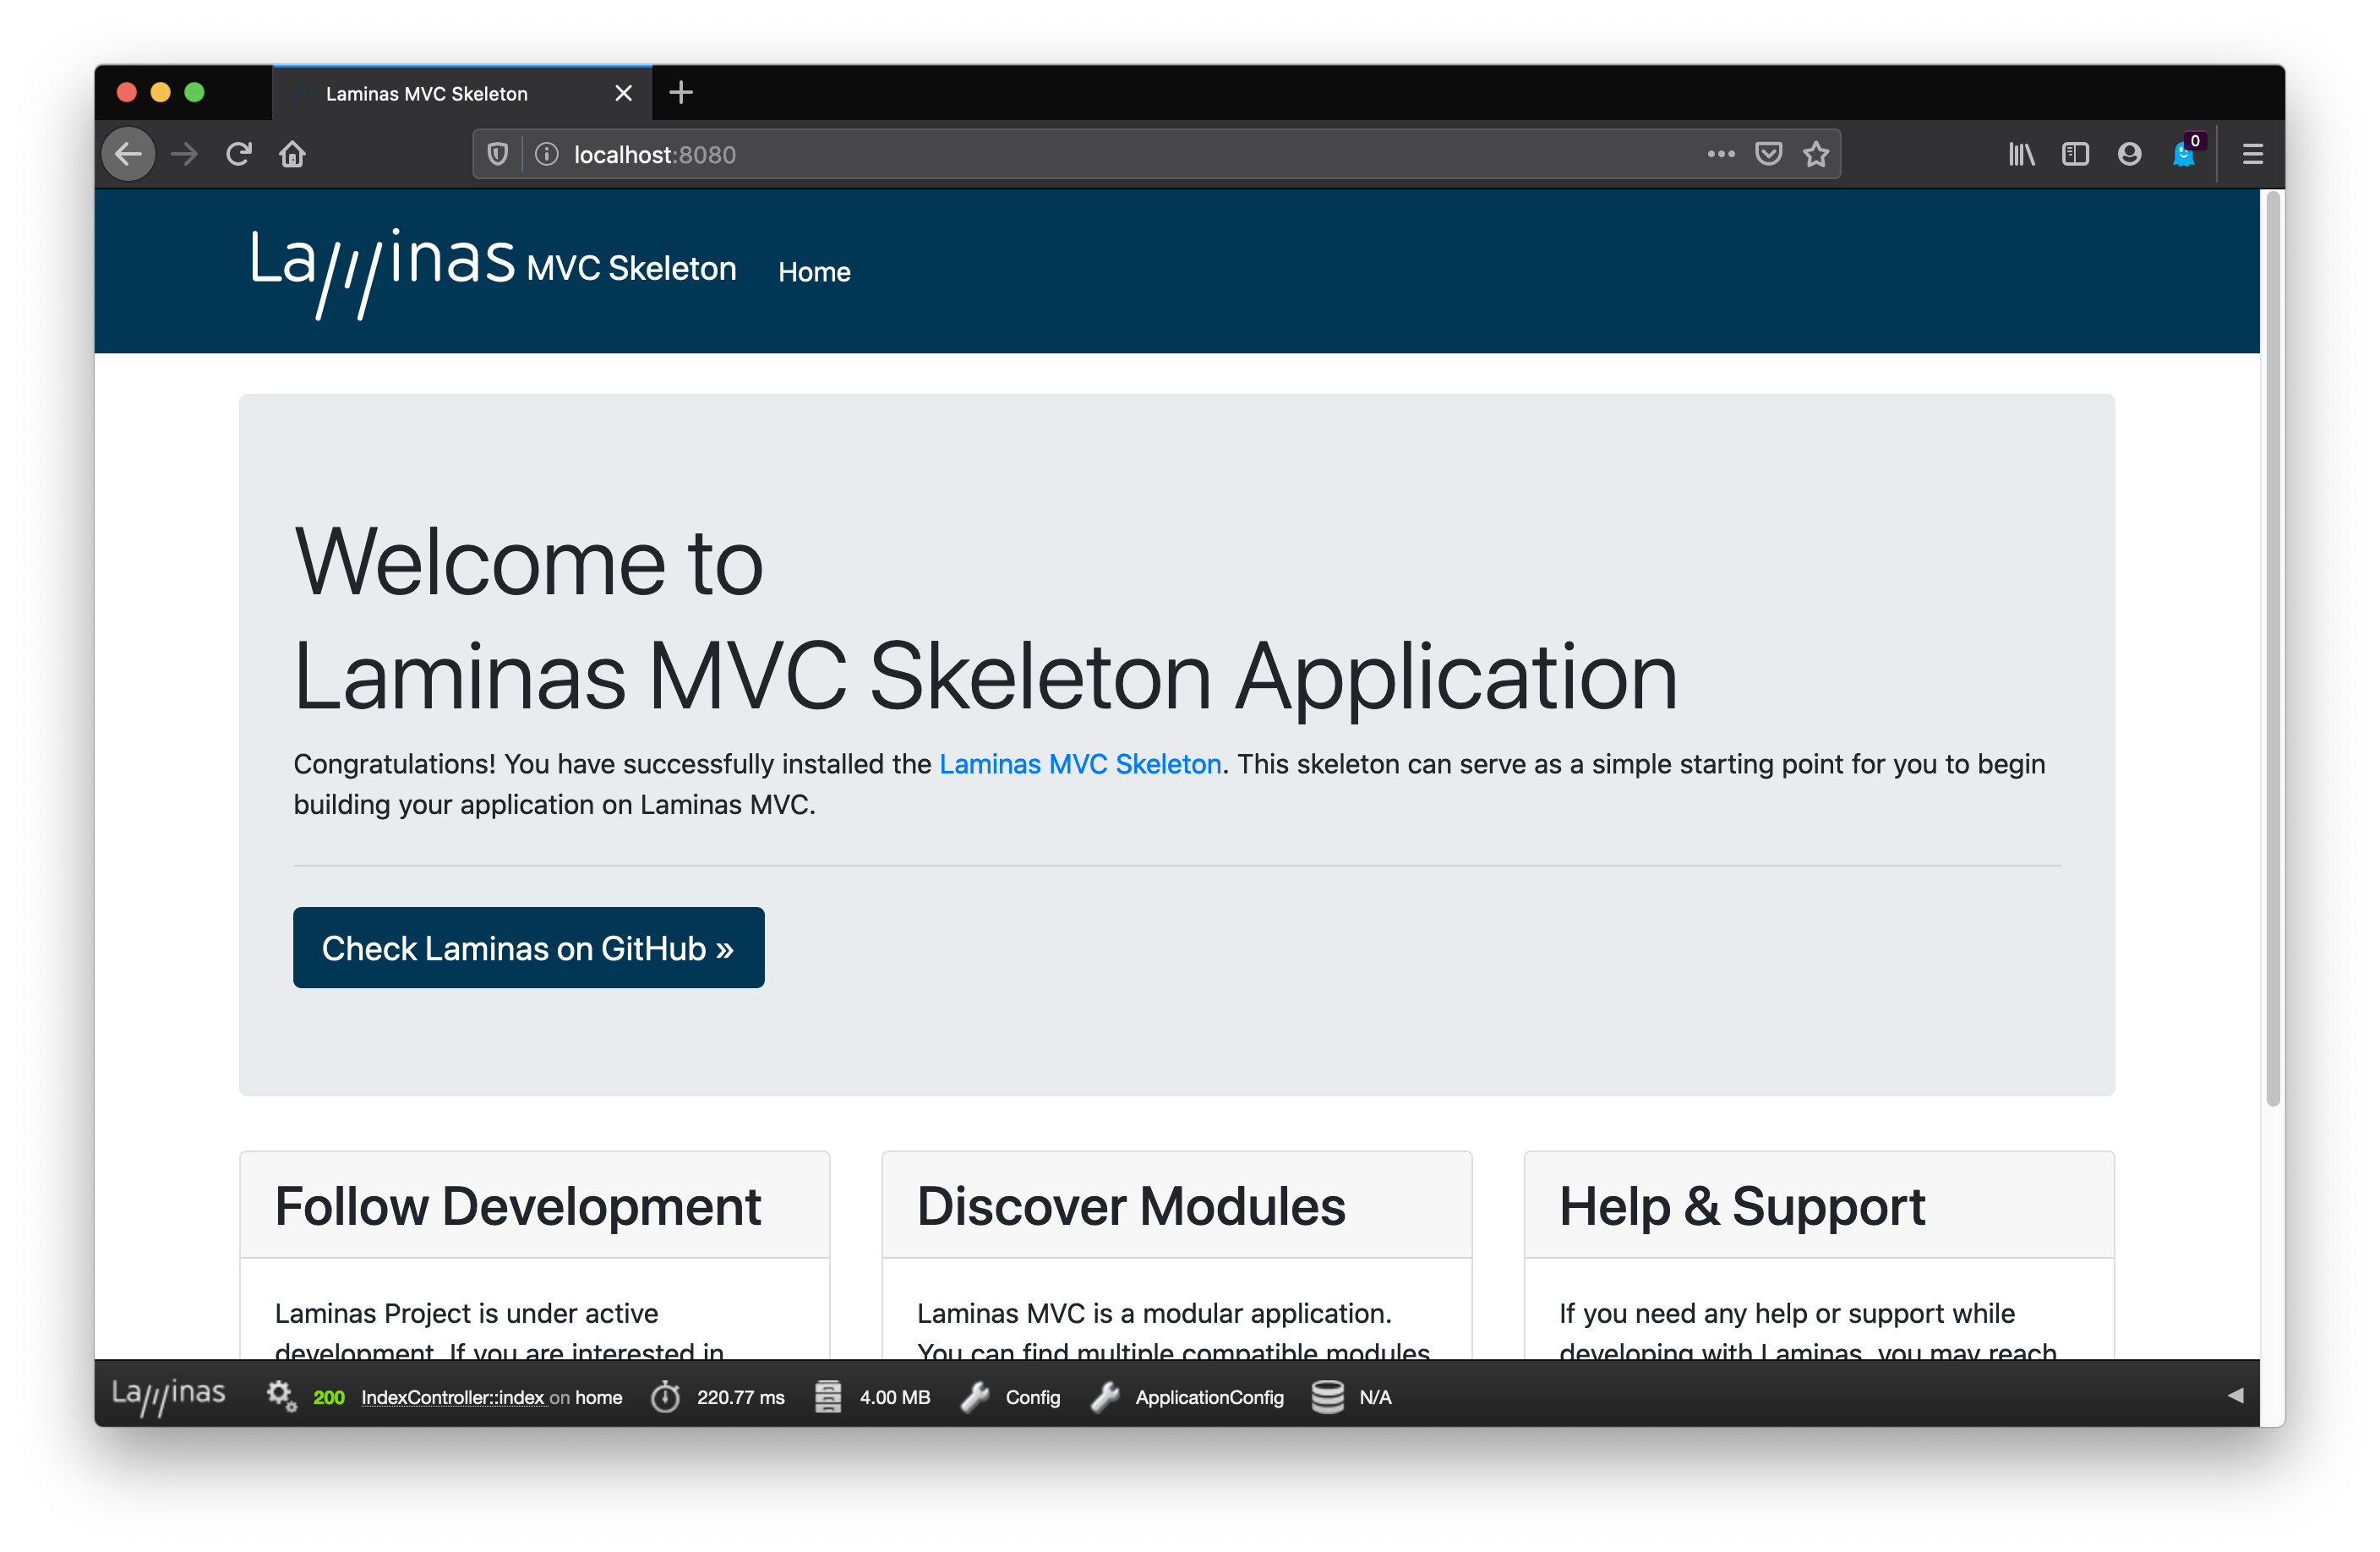 Laminas MVC Skeleton
localhost:8080
0
Laminas MVC Skeleton Home
Welcome to
Laminas MVC Skeleton Application
Congratulations! You have successfully installed the Laminas MVC Skeleton. This skeleton can serve as a simple starting point for you to begin
building your application on Laminas MVC.
Check Laminas on GitHub »
Follow Development
Laminas Project is under active
development. If you are interested in
Discover Modules
Laminas MVC is a modular application.
You can find multiple compatible modules
Help & Support
If you need any help or support while
developing with Laminas, you may reach
Laminas 200 IndexController::index on home 220.77 ms 4.00 MB Config ApplicationConfig N/A